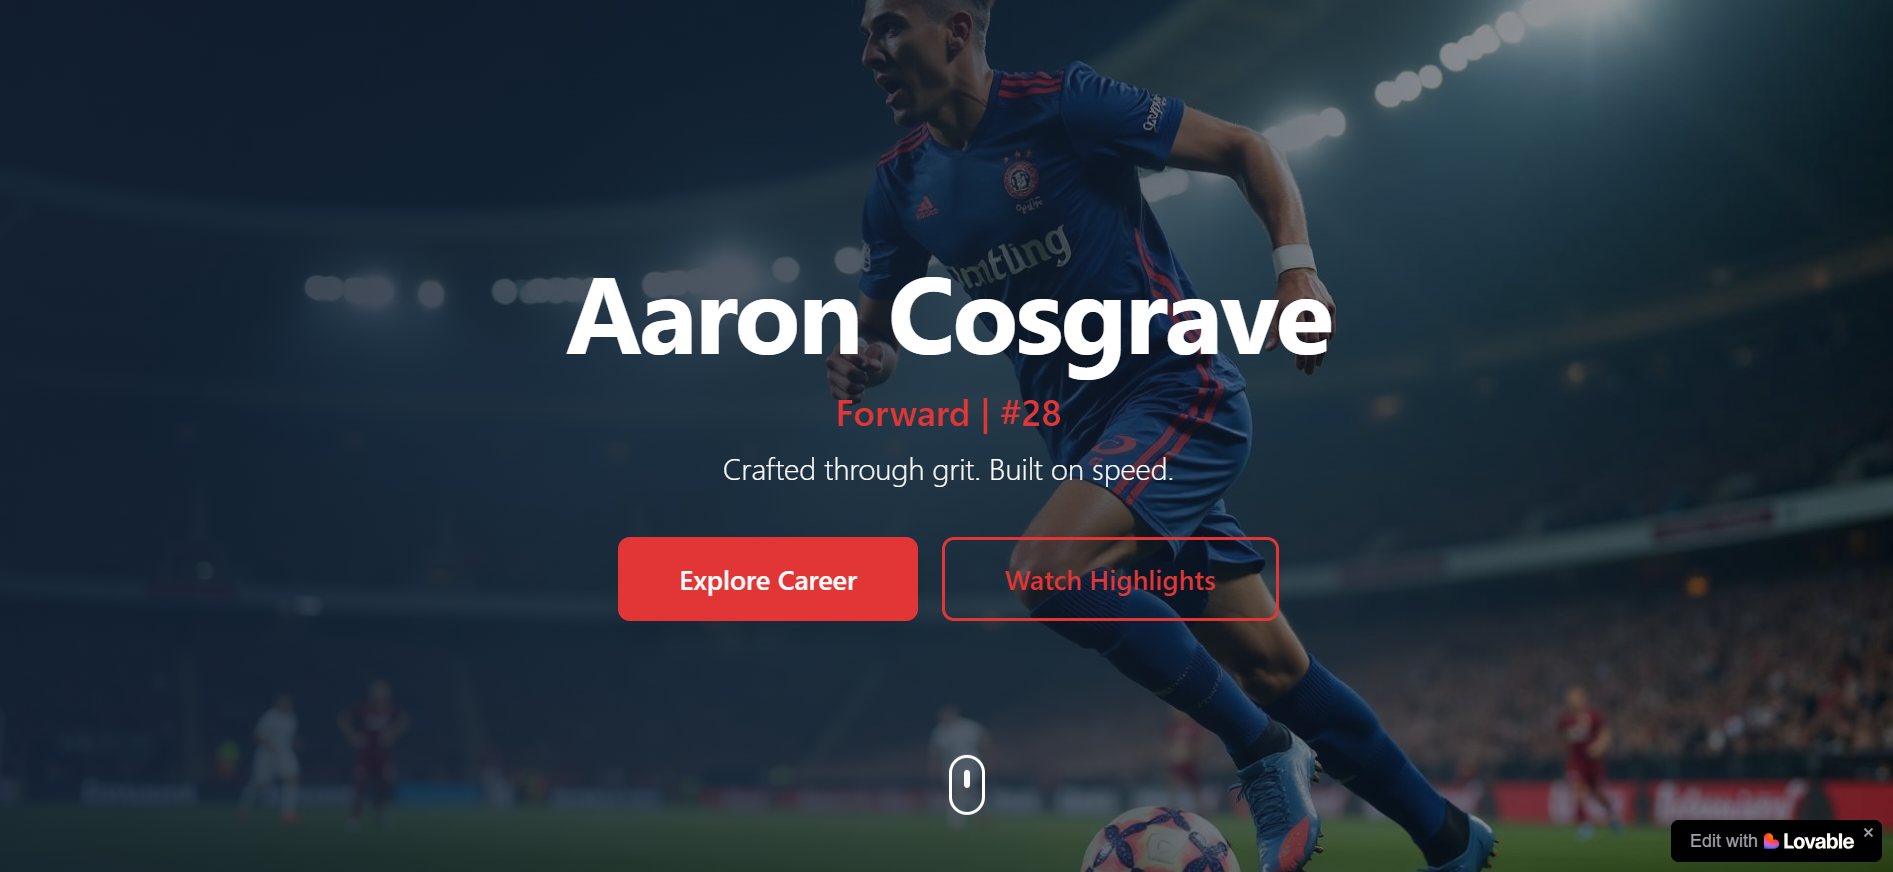 Aaron Cosgrave
Forward | #28
Crafted through grit. Built on speed.
Explore Career
Watch Highlights
Edit with Lovable